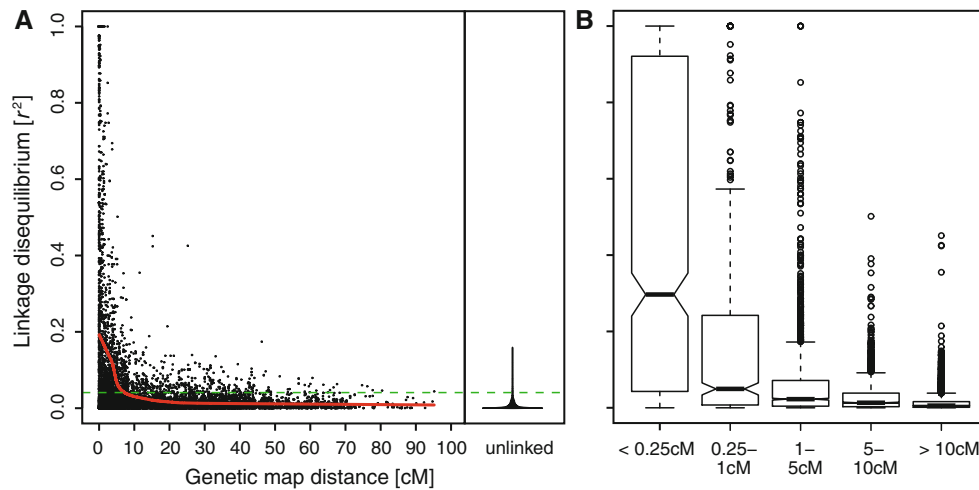 A
B
Linkage disequilibrium [r²]
1.0
0.8
0.6
0.4
0.2
0.0
0 10 20 30 40 50 60 70 80 90 100
unlinked
Genetic map distance [cM]
< 0.25cM
0.25–
1cM
1–
5cM
5–
10cM
> 10cM